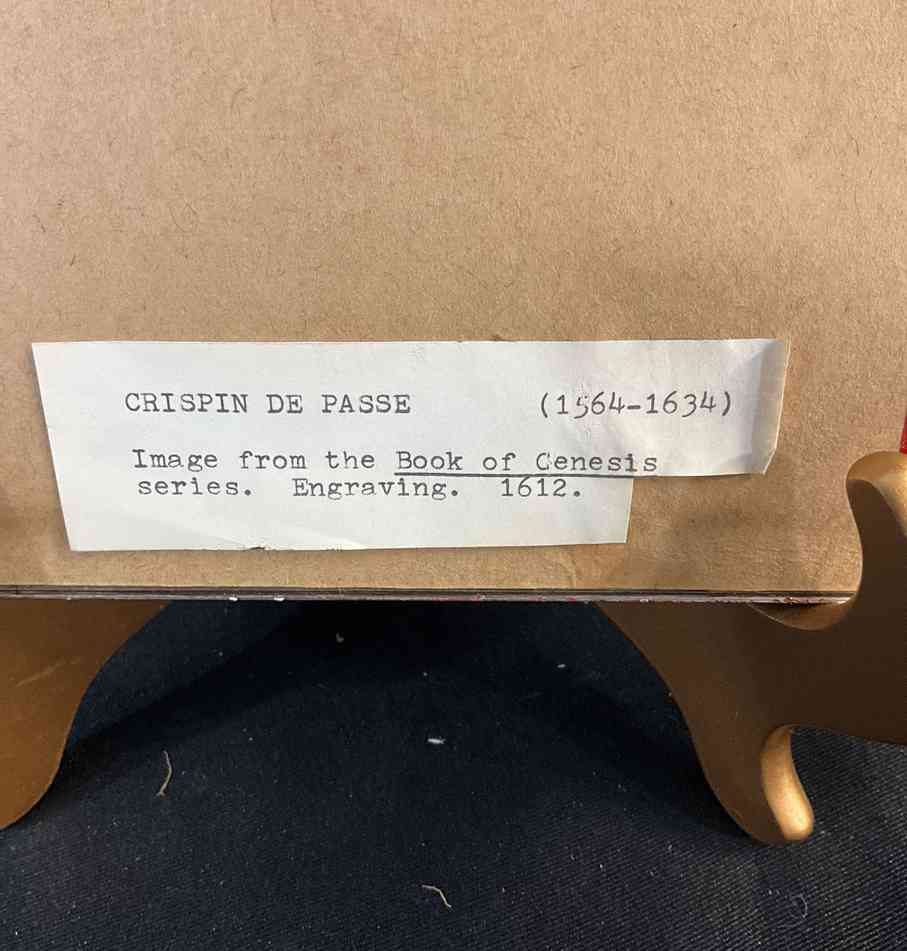 CRISPIN DE PASSE (1564-1634)
Image from the Book of Genesis
series. Engraving. 1612.